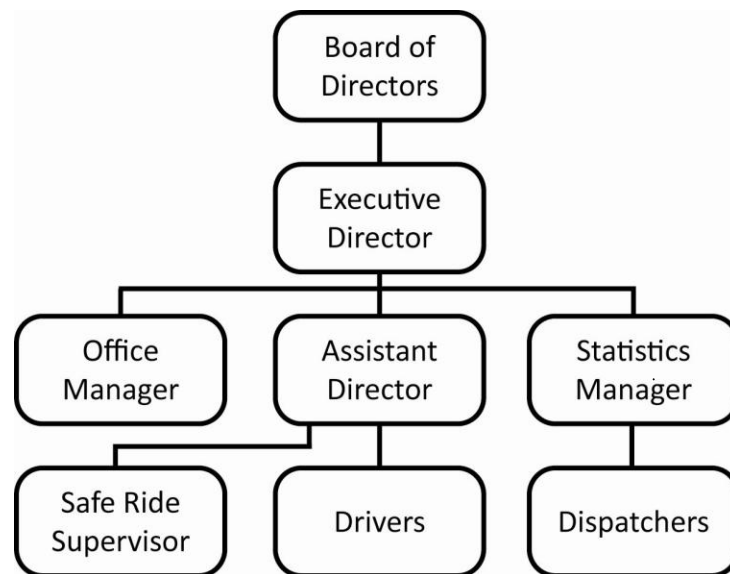 Board of
Directors
Executive
Director
Office
Manager
Assistant
Director
Statistics
Manager
Safe Ride
Supervisor
Drivers
Dispatchers